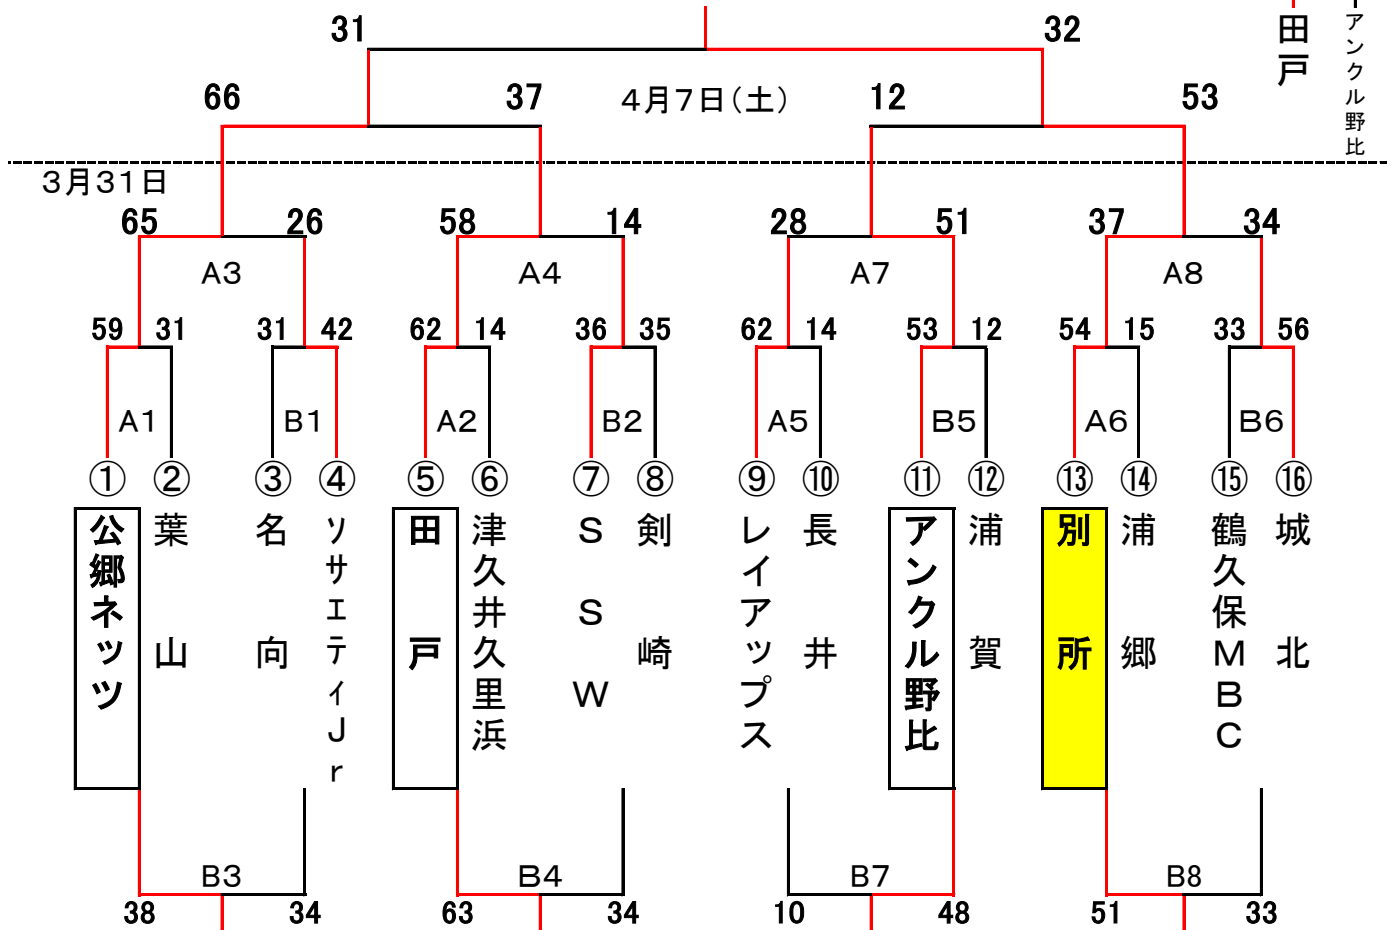 31
32
田戸
アンクル野比
66
37
4月7日(土)
12
53
3月31日
65
26
58
14
28
51
37
34
A3
A4
A7
A8
59
31
31
42
62
14
36
35
62
14
53
12
54
15
33
56
A1
B1
A2
B2
A5
B5
A6
B6
①
②
③
④
⑤
⑥
⑦
⑧
⑨
⑩
⑪
⑫
⑬
⑭
⑮
⑯
公郷ネッツ
葉山
名向
ソサエティJr
田戸
津久井久里浜
SSW
剣崎
レイアップス
長井
アンクル野比
浦賀
別所
浦郷
鶴久保MBC
城北
B3
B4
B7
B8
38
34
63
34
10
48
51
33